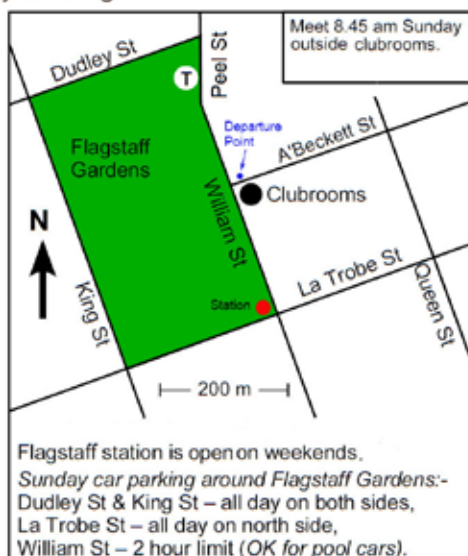 Meet 8.45 am Sunday
outside clubrooms.
Dudley St
Peel St
T
Departure
Point
A'Beckett St
Flagstaff
Gardens
William St
Clubrooms
N
King St
Station
La Trobe St
Queen St
200 m
Flagstaff station is open on weekends.
Sunday car parking around Flagstaff Gardens:-
Dudley St & King St – all day on both sides,
La Trobe St – all day on north side,
William St – 2 hour limit (OK for pool cars).